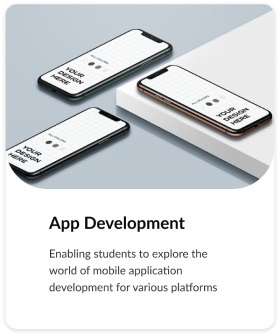 YOUR
DESIGN
HERE
YOUR
DESIGN
HERE
YOUR
DESIGN
HERE
App Development
Enabling students to explore the
world of mobile application
development for various platforms